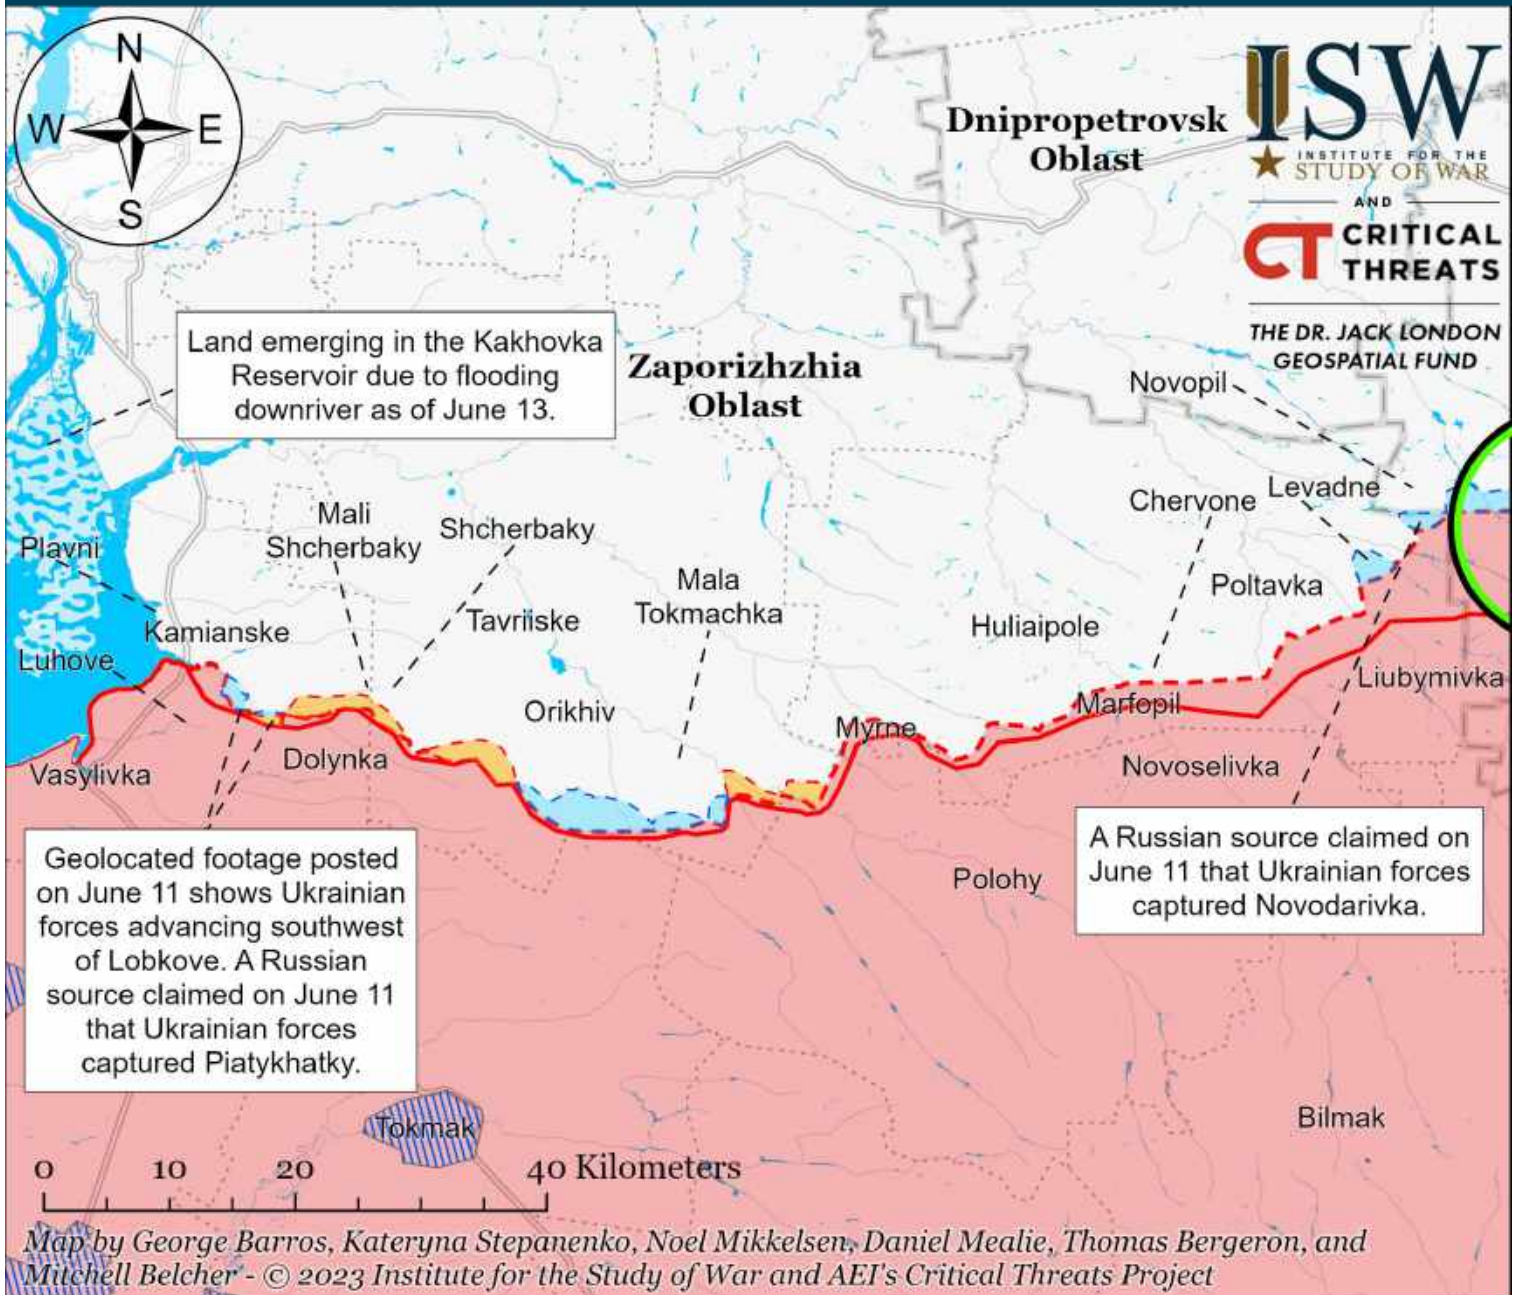 N
W
E
S
Dnipropetrovsk
Oblast
ISW
INSTITUTE FOR THE
STUDY OF WAR
AND
CT CRITICAL
THREATS
THE DR. JACK LONDON
GEOSPATIAL FUND
Land emerging in the Kakhovka
Reservoir due to flooding
downriver as of June 13.
Zaporizhzhia
Oblast
Novopil
Levadne
Chervone
Mali
Shcherbaky
Shcherbaky
Plavni
Mala
Tokmachka
Poltavka
Tavriiske
Huliaipole
Kamianske
Luhove
Liubymivka
Orikhiv
Marfopil
Myrne
Dolynka
Vasylivka
Novoselivka
A Russian source claimed on
June 11 that Ukrainian forces
captured Novodarivka.
Polohy
Geolocated footage posted
on June 11 shows Ukrainian
forces advancing southwest
of Lobkove. A Russian
source claimed on June 11
that Ukrainian forces
captured Piatykhatky.
Tokmak
Bilmak
0 10 20 40 Kilometers
Map by George Barros, Kateryna Stepanenko, Noel Mikkelsen, Daniel Mealie, Thomas Bergeron, and
Mitchell Belcher - © 2023 Institute for the Study of War and AEI's Critical Threats Project